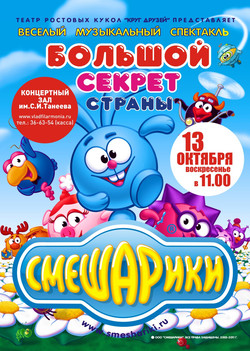 ТЕАТР РОСТОВЫХ КУКОЛ "КРУГ ДРУЗЕЙ" ПРЕДСТАВЛЯЕТ
ВЕСЕЛЫЙ МУЗЫКАЛЬНЫЙ СПЕКТАКЛЬ
БОЛЬШОЙ
СЕКРЕТ
СТРАНЫ
КОНЦЕРТНЫЙ
ЗАЛ
им.С.И.Танеева
www.vladfilarmonia.ru
тел.: 36-63-54 (касса)
13
ОКТЯБРЯ
воскресенье
в 11.00
СМЕШАРИКИ
www.smeshariki.ru